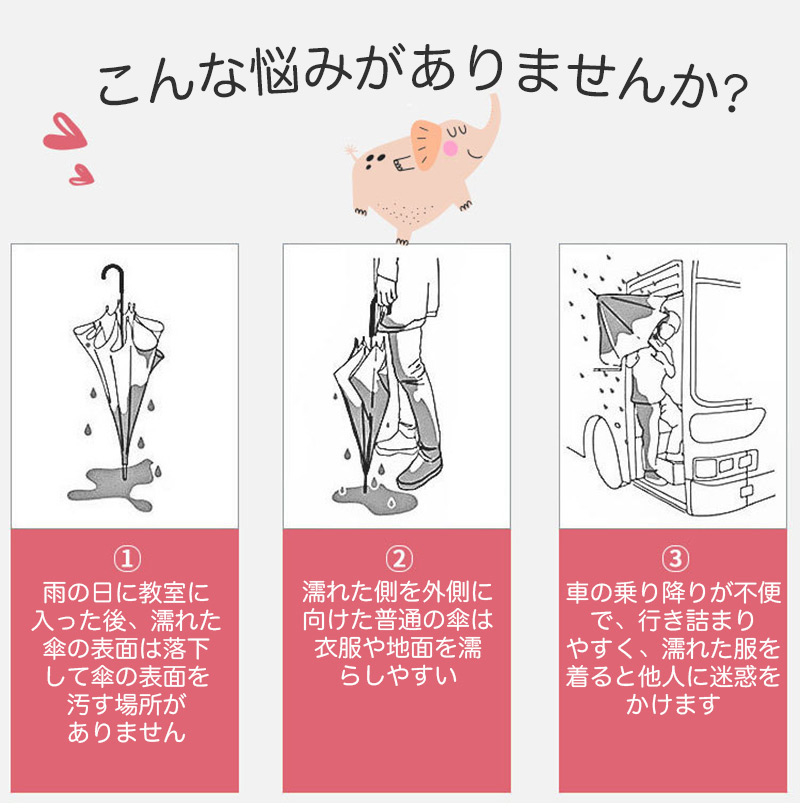 こんな悩みがありませんか?
①
雨の日に教室に
入った後、濡れた
傘の表面は落下
して傘の表面を
汚す場所が
ありません
②
濡れた側を外側に
向けた普通の傘は
衣服や地面を濡
らしやすい
③
車の乗り降りが不便
で、行き詰まり
やすく、濡れた服を
着ると他人に迷惑を
かけます